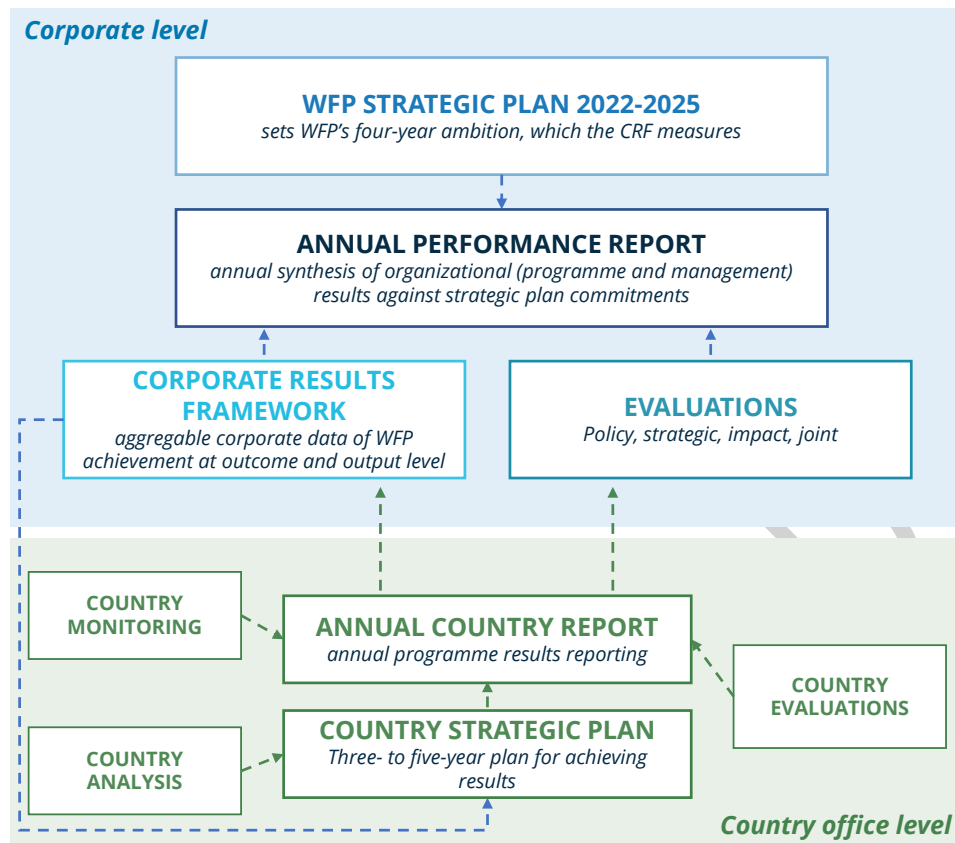 Corporate level
WFP STRATEGIC PLAN 2022-2025
sets WFP's four-year ambition, which the CRF measures
ANNUAL PERFORMANCE REPORT
annual synthesis of organizational (programme and management)
results against strategic plan commitments
CORPORATE RESULTS
FRAMEWORK
aggregable corporate data of WFP
achievement at outcome and output level
EVALUATIONS
Policy, strategic, impact, joint
COUNTRY
MONITORING
ANNUAL COUNTRY REPORT
annual programme results reporting
COUNTRY
EVALUATIONS
COUNTRY
ANALYSIS
COUNTRY STRATEGIC PLAN
Three- to five-year plan for achieving
results
Country office level